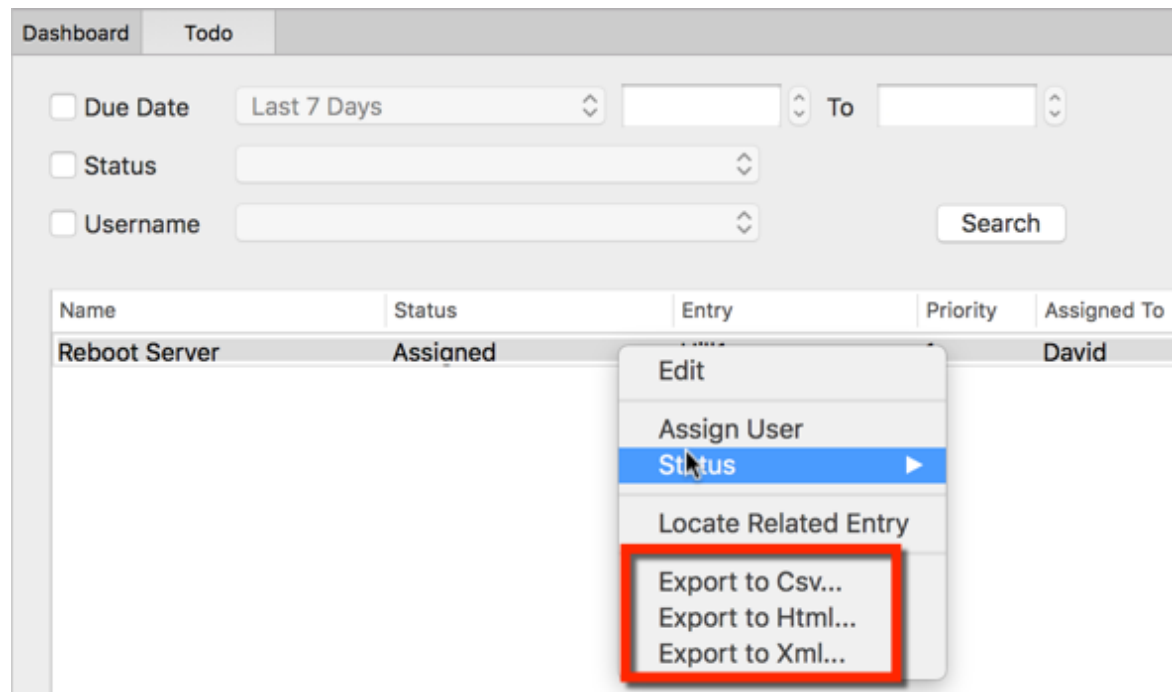 Dashboard Todo
Due Date Last 7 Days To
Status
Username Search
Name Status Entry Priority Assigned To
Reboot Server Assigned David
Edit
Assign User
Status
Locate Related Entry
Export to Csv...
Export to Html...
Export to Xml...